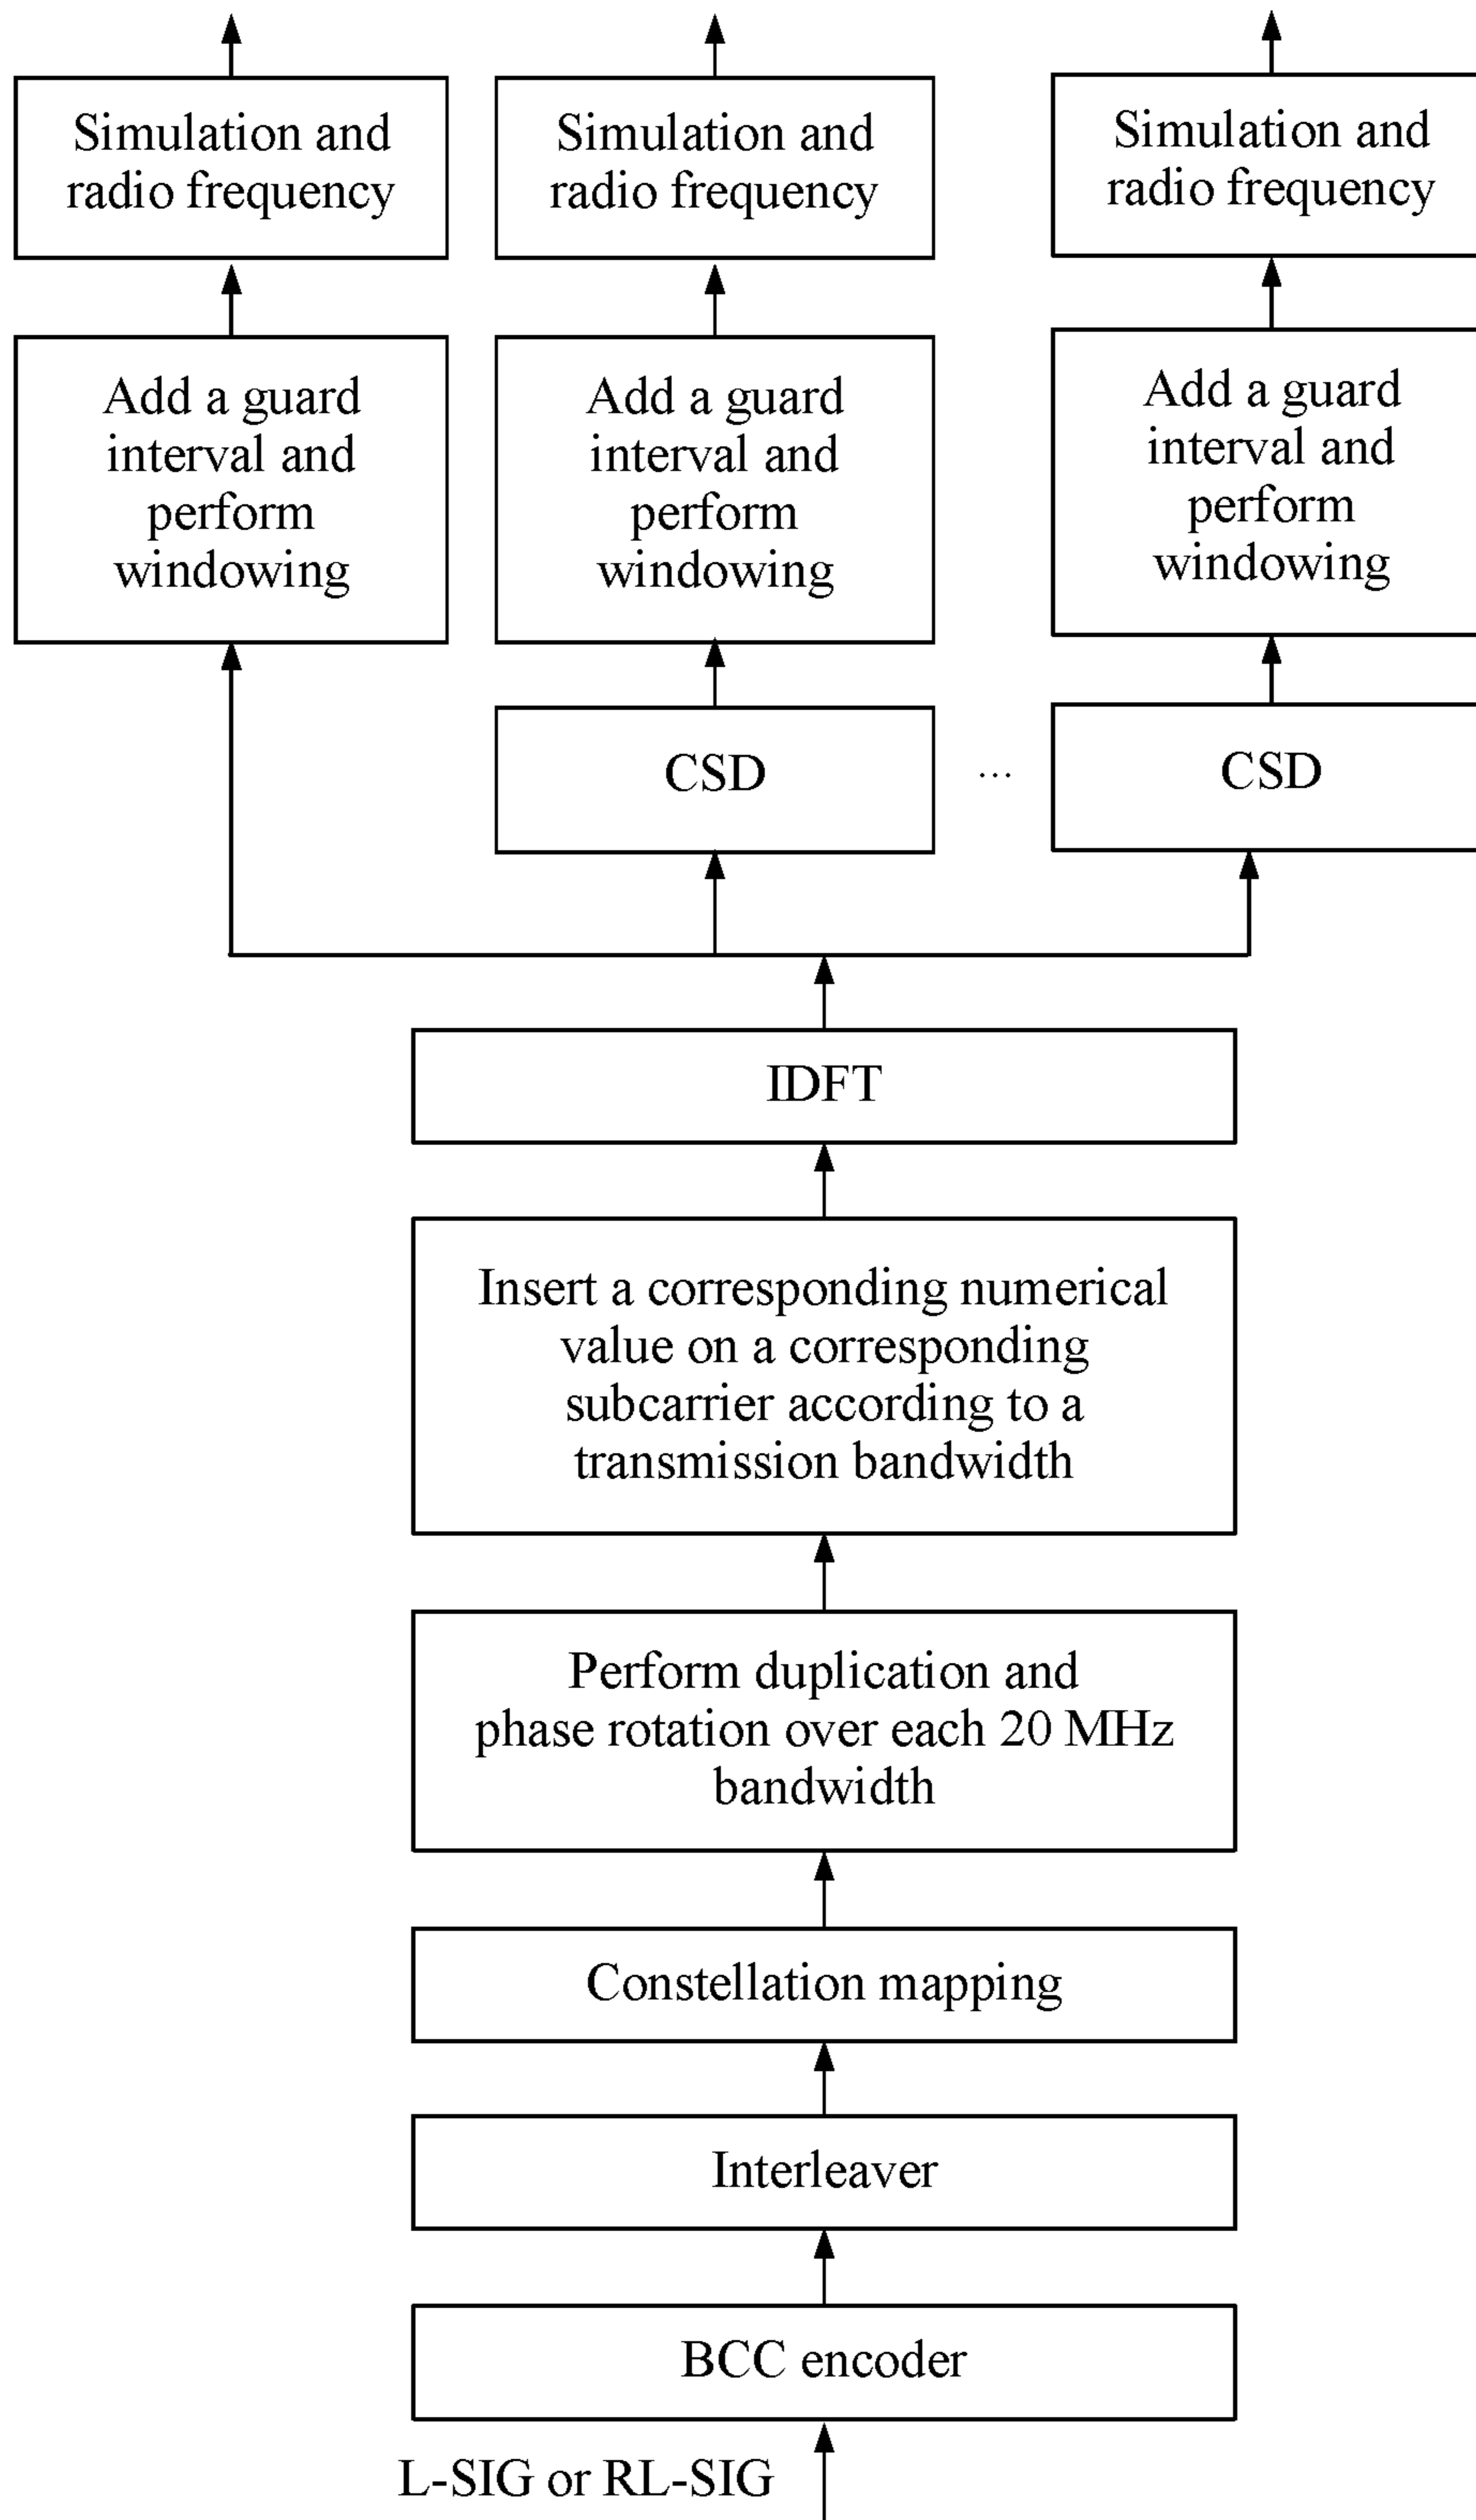 Simulation and
radio frequency
Simulation and
radio frequency
Simulation and
radio frequency
Add a guard
interval and
perform
windowing
Add a guard
interval and
perform
windowing
Add a guard
interval and
perform
windowing
CSD
...
CSD
IDFT
Insert a corresponding numerical
value on a corresponding
subcarrier according to a
transmission bandwidth
Perform duplication and
phase rotation over each 20 MHz
bandwidth
Constellation mapping
Interleaver
BCC encoder
L-SIG or RL-SIG